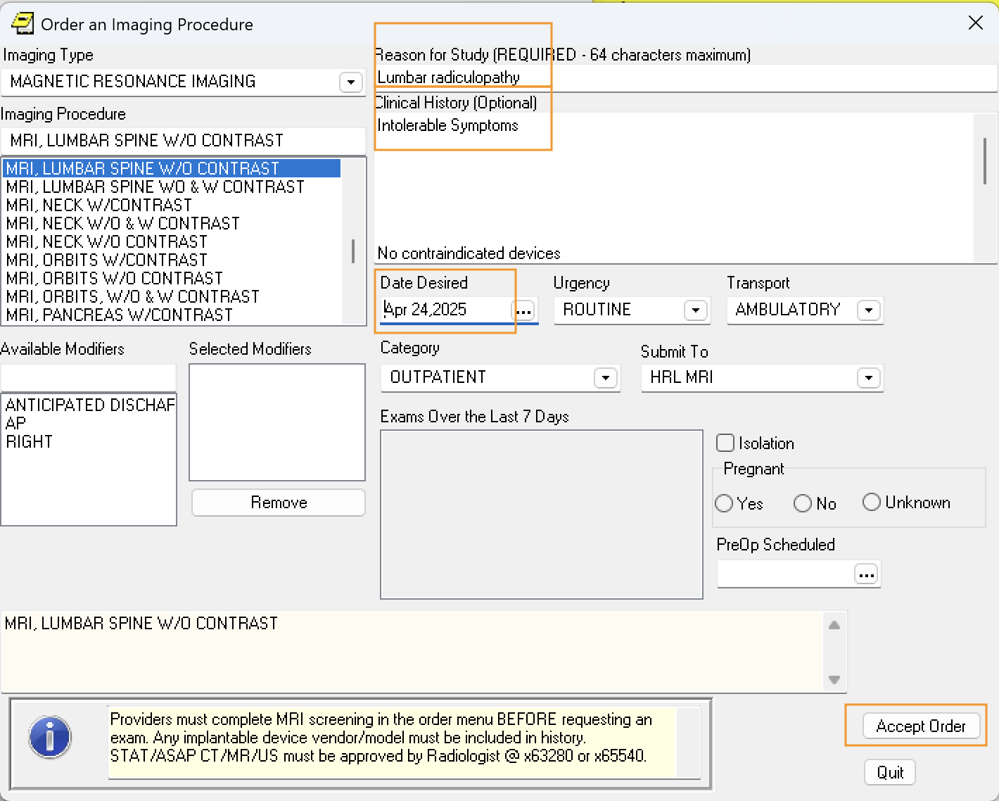 Order an Imaging Procedure
Imaging Type
MAGNETIC RESONANCE IMAGING
Imaging Procedure
MRI, LUMBAR SPINE W/O CONTRAST
MRI, LUMBAR SPINE W/O CONTRAST
MRI, LUMBAR SPINE WO & W CONTRAST
MRI, NECK W/CONTRAST
MRI, NECK W/O & W CONTRAST
MRI, NECK W/O CONTRAST
MRI, ORBITS W/CONTRAST
MRI, ORBITS W/O CONTRAST
MRI, ORBITS, W/O & W CONTRAST
MRI, PANCREAS W/CONTRAST
Reason for Study (REQUIRED - 64 characters maximum)
Lumbar radiculopathy
Clinical History (Optional)
Intolerable Symptoms
No contraindicated devices
Date Desired
Apr 24,2025
...
Urgency
ROUTINE
Transport
AMBULATORY
Category
OUTPATIENT
Submit To
HRL MRI
Available Modifiers
ANTICIPATED DISCHAR
AP
RIGHT
Selected Modifiers
Remove
Exams Over the Last 7 Days
Isolation
Pregnant
Yes
No
Unknown
PreOp Scheduled
...
MRI, LUMBAR SPINE W/O CONTRAST
Providers must complete MRI screening in the order menu BEFORE requesting an
exam. Any implantable device vendor/model must be included in history.
STAT/ASAP CT/MR/US must be approved by Radiologist @ x63280 or x65540.
Accept Order
Quit